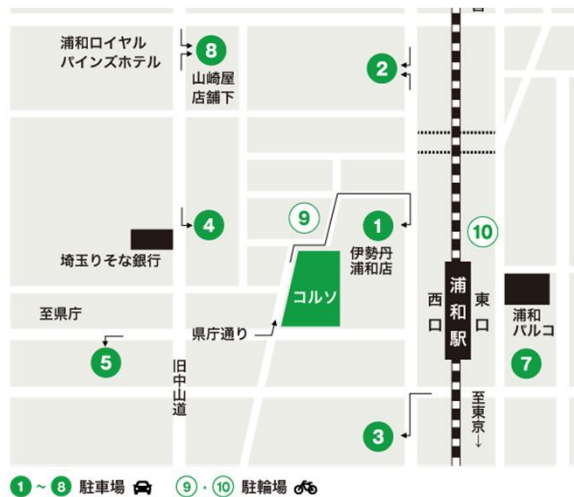 浦和ロイヤル
パインズホテル
8
山崎屋
店舗下
2
4
9
1
10
埼玉りそな銀行
伊勢丹
浦和店
コルソ
西口
浦和駅
東口
浦和
パルコ
至県庁
県庁通り
5
旧中山道
7
3
至東京→
1 ~ 8 駐車場
9・10 駐輪場